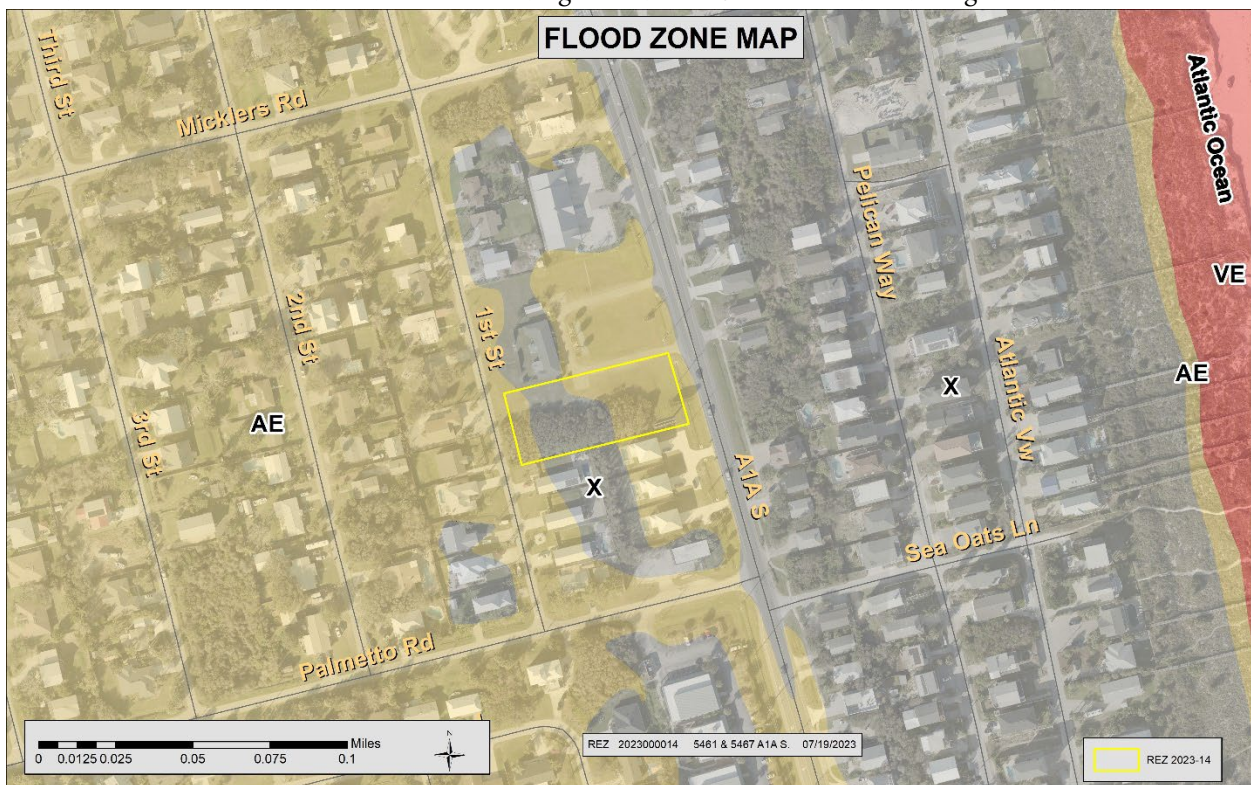 FLOOD ZONE MAP
Third St
Micklers Rd
Atlantic Ocean
Pelican Way
VE
2nd St
1st St
Atlantic Vw
AE
X
3rd St
AE
A1A S
X
Sea Oats Ln
Palmetto Rd
Miles
0 0.0125 0.025 0.05 0.075 0.1
N
REZ 2023000014 5461 & 5467 A1A S. 07/19/2023
REZ 2023-14